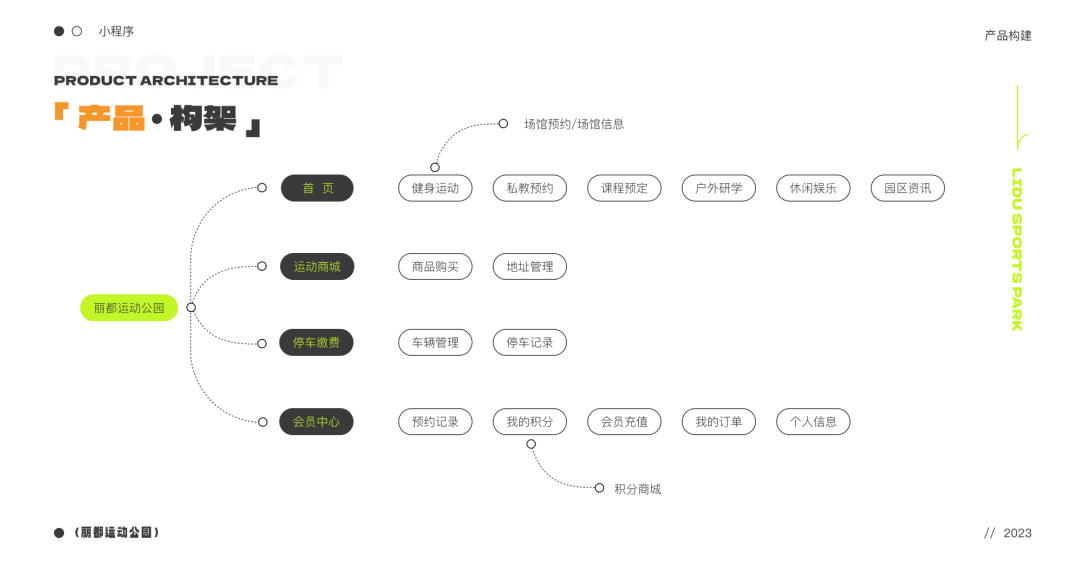 小程序
产品构建
PROJECT
PRODUCT ARCHITECTURE
「产品·构架」
场馆预约/场馆信息
首 页 健身运动 私教预约 课程预定 户外研学 休闲娱乐 园区资讯
运动商城 商品购买 地址管理
丽都运动公园
停车缴费 车辆管理 停车记录
会员中心 预约记录 我的积分 会员充值 我的订单 个人信息
积分商城
LIDU SPORTS PARK
(丽都运动公园)
// 2023